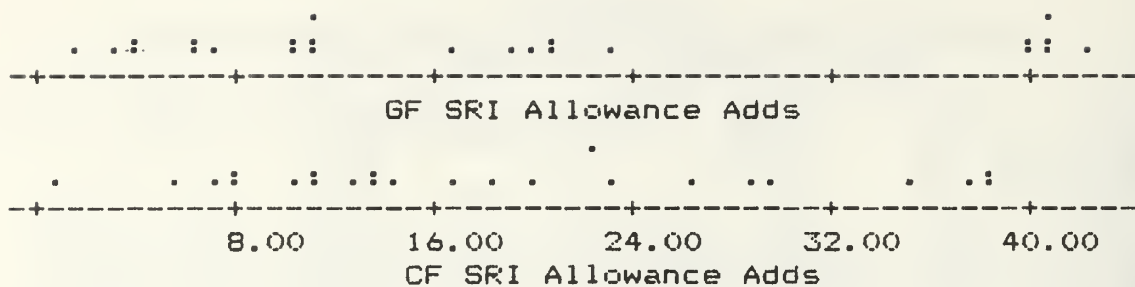 GF SRI Allowance Adds
8.00 16.00 24.00 32.00 40.00
CF SRI Allowance Adds